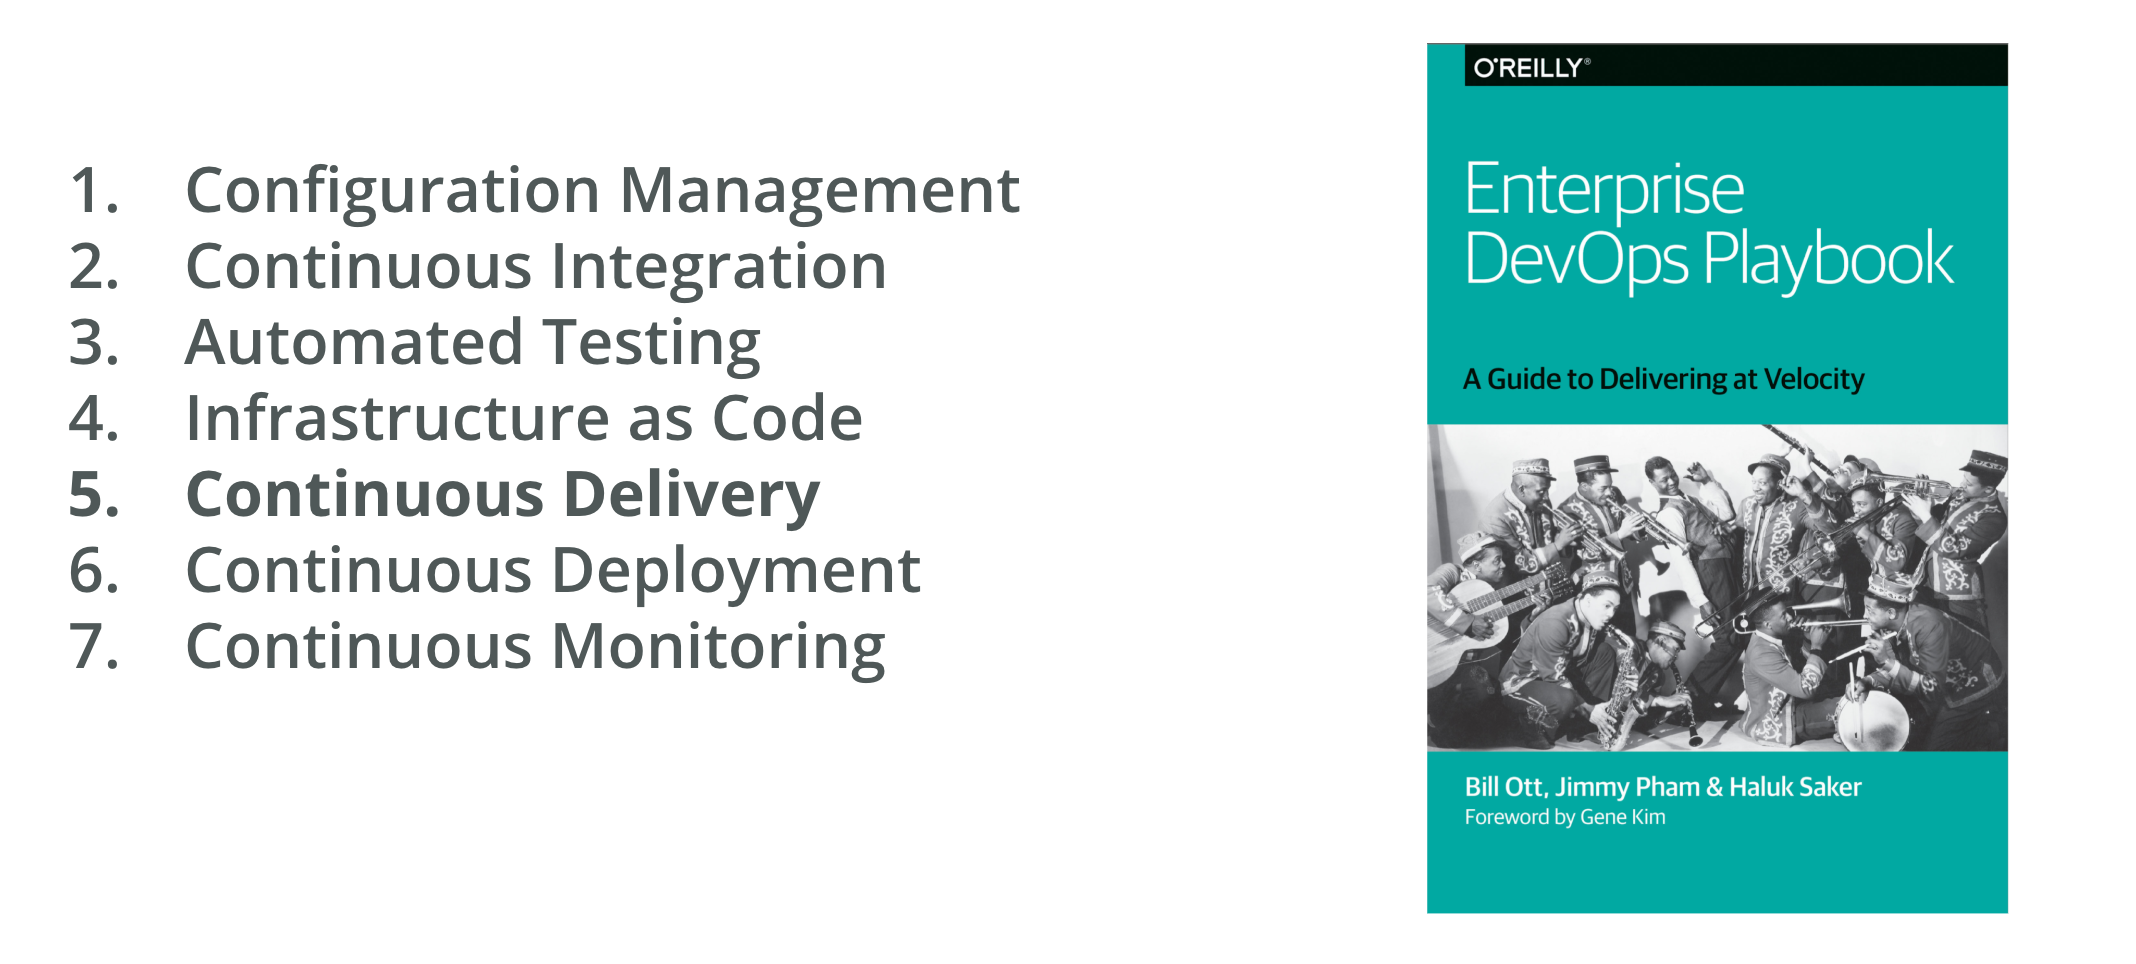 1. Configuration Management
2. Continuous Integration
3. Automated Testing
4. Infrastructure as Code
5. Continuous Delivery
6. Continuous Deployment
7. Continuous Monitoring
O'REILLY®
Enterprise
DevOps Playbook
A Guide to Delivering at Velocity
Bill Ott, Jimmy Pham & Haluk Saker
Foreword by Gene Kim